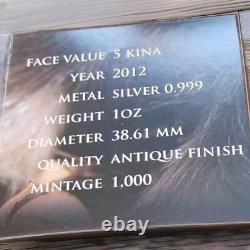 FACE VALUE 5 KINA
YEAR 2012
METAL SILVER 0.999
WEIGHT 1OZ
DIAMETER 38.61 MM
QUALITY ANTIQUE FINISH
MINTAGE 1,000